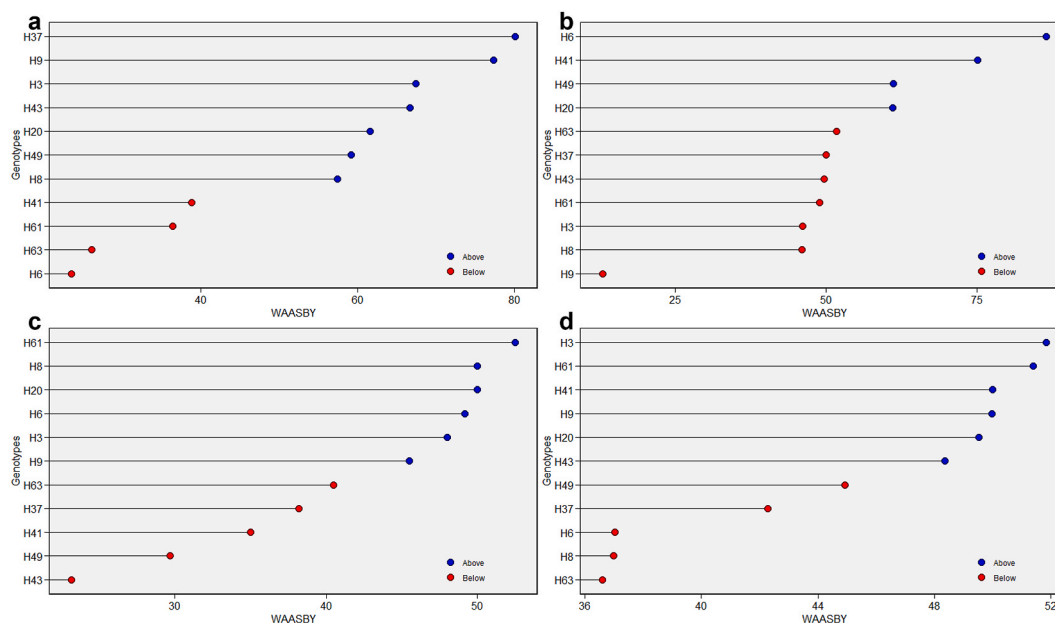 a
Genotypes
H37
H9
H3
H43
H20
H49
H8
H41
H61
H63
H6
Above
Below
40
60
80
WAASBY
b
Genotypes
H6
H41
H49
H20
H63
H37
H43
H61
H3
H8
H9
Above
Below
25
50
75
WAASBY
c
Genotypes
H61
H8
H20
H6
H3
H9
H63
H37
H41
H49
H43
Above
Below
30
40
50
WAASBY
d
Genotypes
H3
H61
H41
H9
H20
H43
H49
H37
H6
H8
H63
Above
Below
36
40
44
48
52
WAASBY